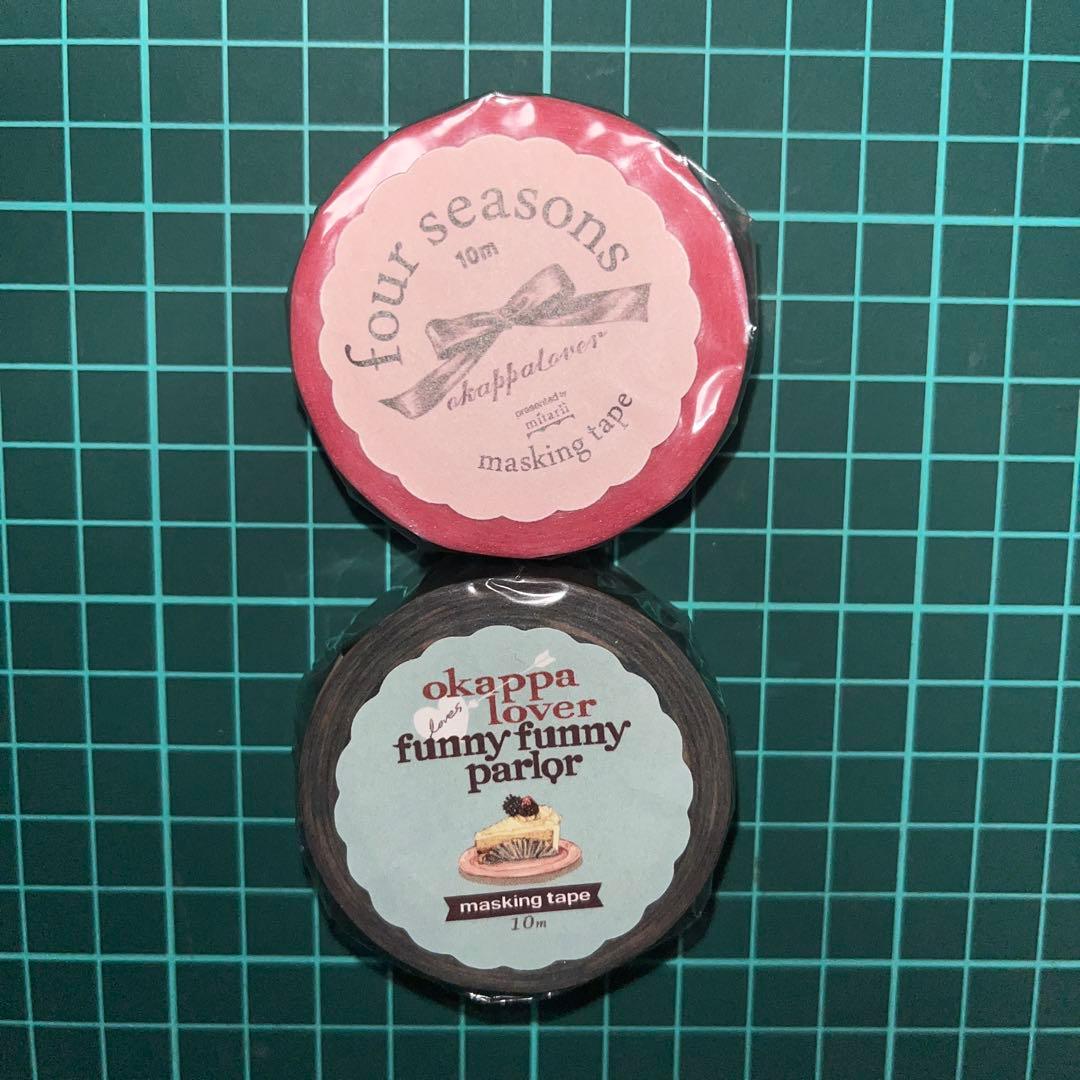 four seasons
10m
okappalover
presented by
mitarii
masking tape
okappa
lover
loves
funny funny
parlor
masking tape
10m